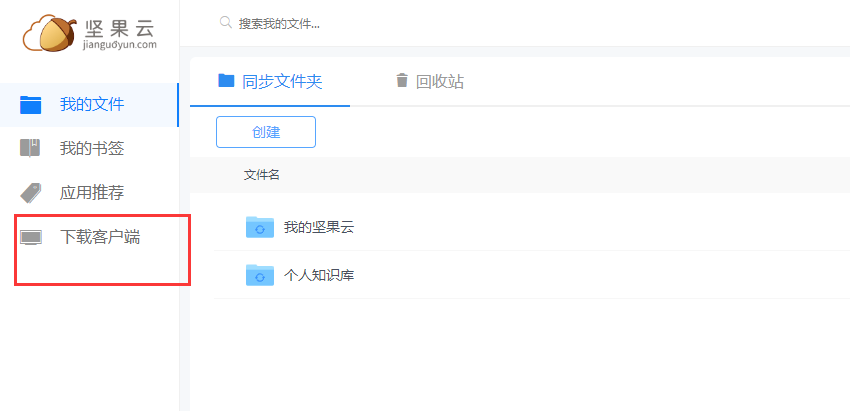 坚果云
jianguoyun.com
搜索我的文件...
我的文件
我的书签
应用推荐
下载客户端
同步文件夹
回收站
创建
文件名
我的坚果云
个人知识库